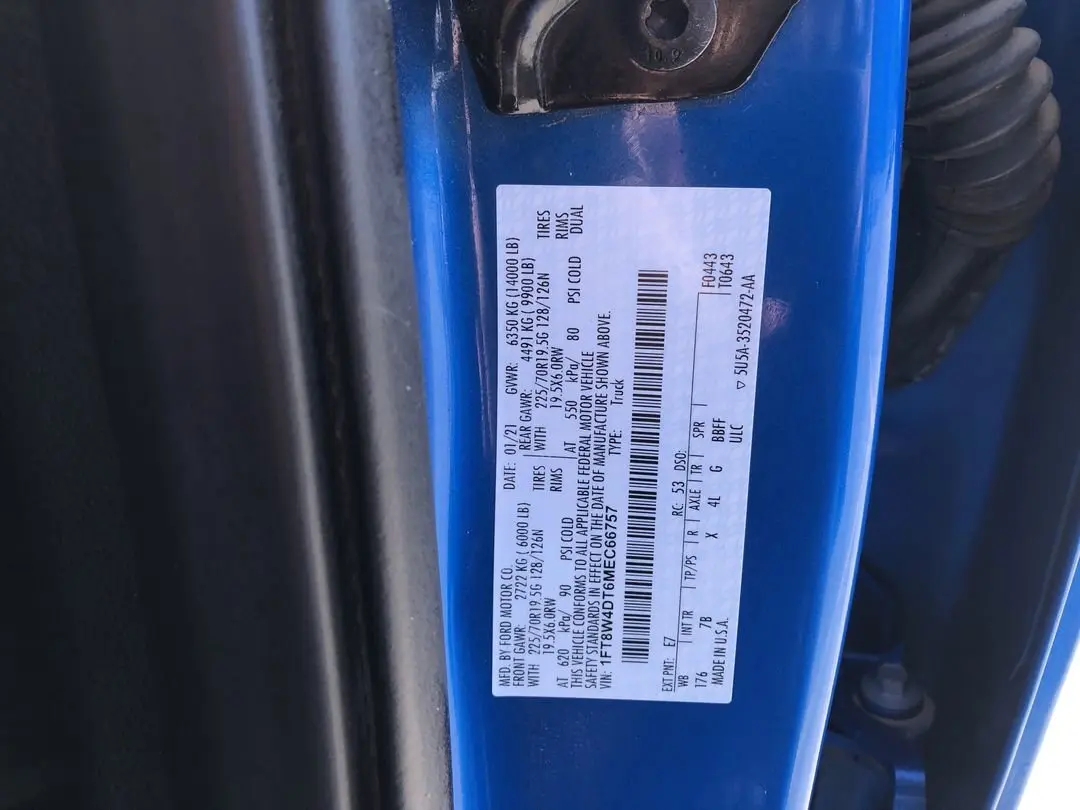 10.9
MFD. BY FORD MOTOR CO.
DATE: 01/21 GVWR: 6350 KG (14000 LB)
FRONT GAWR: 2722 KG ( 6000 LB)
REAR GAWR: 4491 KG ( 9900 LB)
WITH 225/70R19.5G 128/126N TIRES
WITH 225/70R19.5G 128/126N TIRES
19.5X6.0RW RIMS
19.5X6.0RW RIMS
AT 620 kPa/ 90 PSI COLD
AT 550 kPa/ 80 PSI COLD DUAL
THIS VEHICLE CONFORMS TO ALL APPLICABLE FEDERAL MOTOR VEHICLE
SAFETY STANDARDS IN EFFECT ON THE DATE OF MANUFACTURE SHOWN ABOVE.
VIN: 1FT8W4DT6MEC66757 TYPE: Truck
EXT PNT: E7 RC: 53 DSO: F0443
WB INT TR TP/PS R AXLE TR SPR T0643
176 7B X 4L G BBFF
MADE IN U.S.A. ULC ▽ 5U5A-3520472-AA